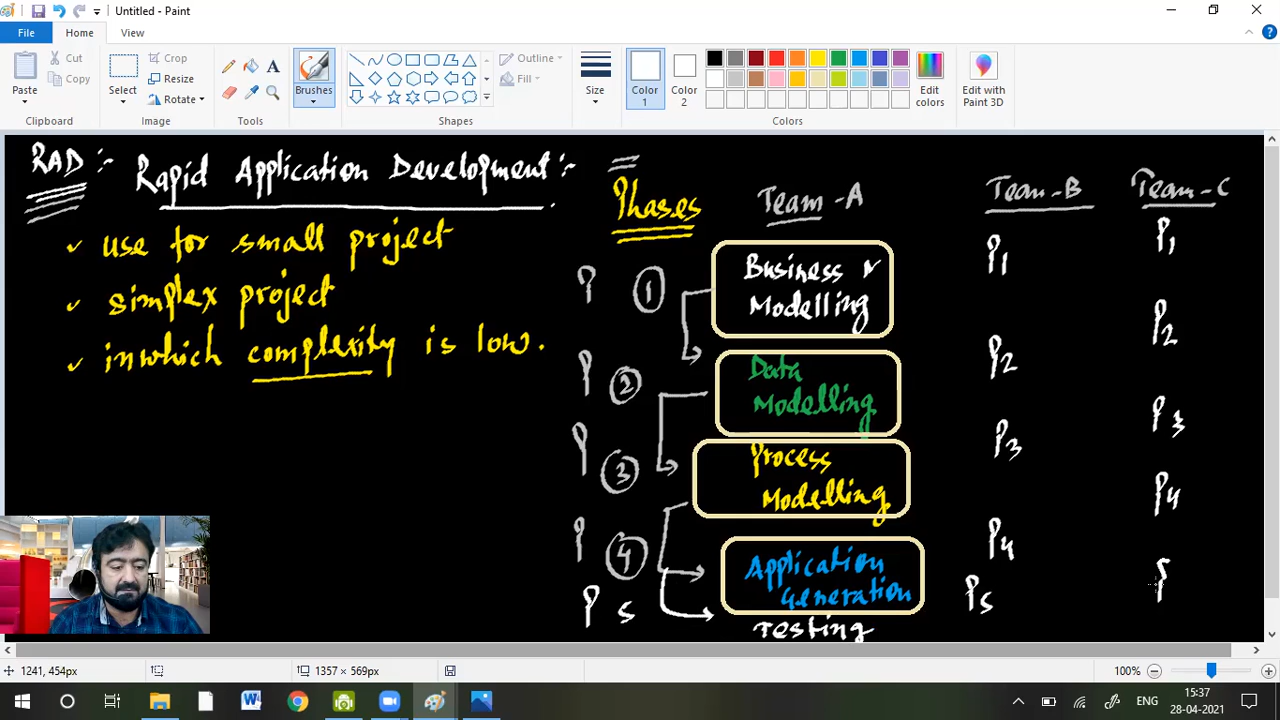 Untitled - Paint
File
Home
View
Paste
Cut
Copy
Clipboard
Select
Crop
Resize
Rotate
Image
A
Tools
Brushes
Outline
Fill
Shapes
Size
Color 1
Color 2
Edit colors
Edit with Paint 3D
Colors
RAD :- Rapid Application Development :-
✓ use for small project
✓ simplex project
✓ in which complexity is low.
Phases
Team - A
Team - B
Team - C
P 1
Business ✓
Modelling
P1
P1
P 2
Data
Modelling
P2
P2
P 3
Process
Modelling
P3
P3
P 4
Application
Generation
P4
P4
P 5
Testing
P5
P
1241, 454px
1357 × 569px
100%
ENG
15:37
28-04-2021